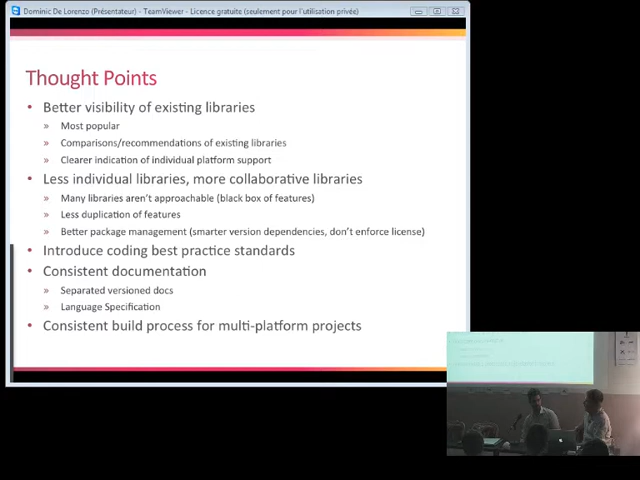 Dominic De Lorenzo (Présentateur) - TeamViewer - Licence gratuite (seulement pour l'utilisation privée)
Thought Points
• Better visibility of existing libraries
» Most popular
» Comparisons/recommendations of existing libraries
» Clearer indication of individual platform support
• Less individual libraries, more collaborative libraries
» Many libraries aren't approachable (black box of features)
» Less duplication of features
» Better package management (smarter version dependencies, don't enforce license)
• Introduce coding best practice standards
• Consistent documentation
» Separated versioned docs
» Language Specification
• Consistent build process for multi-platform projects